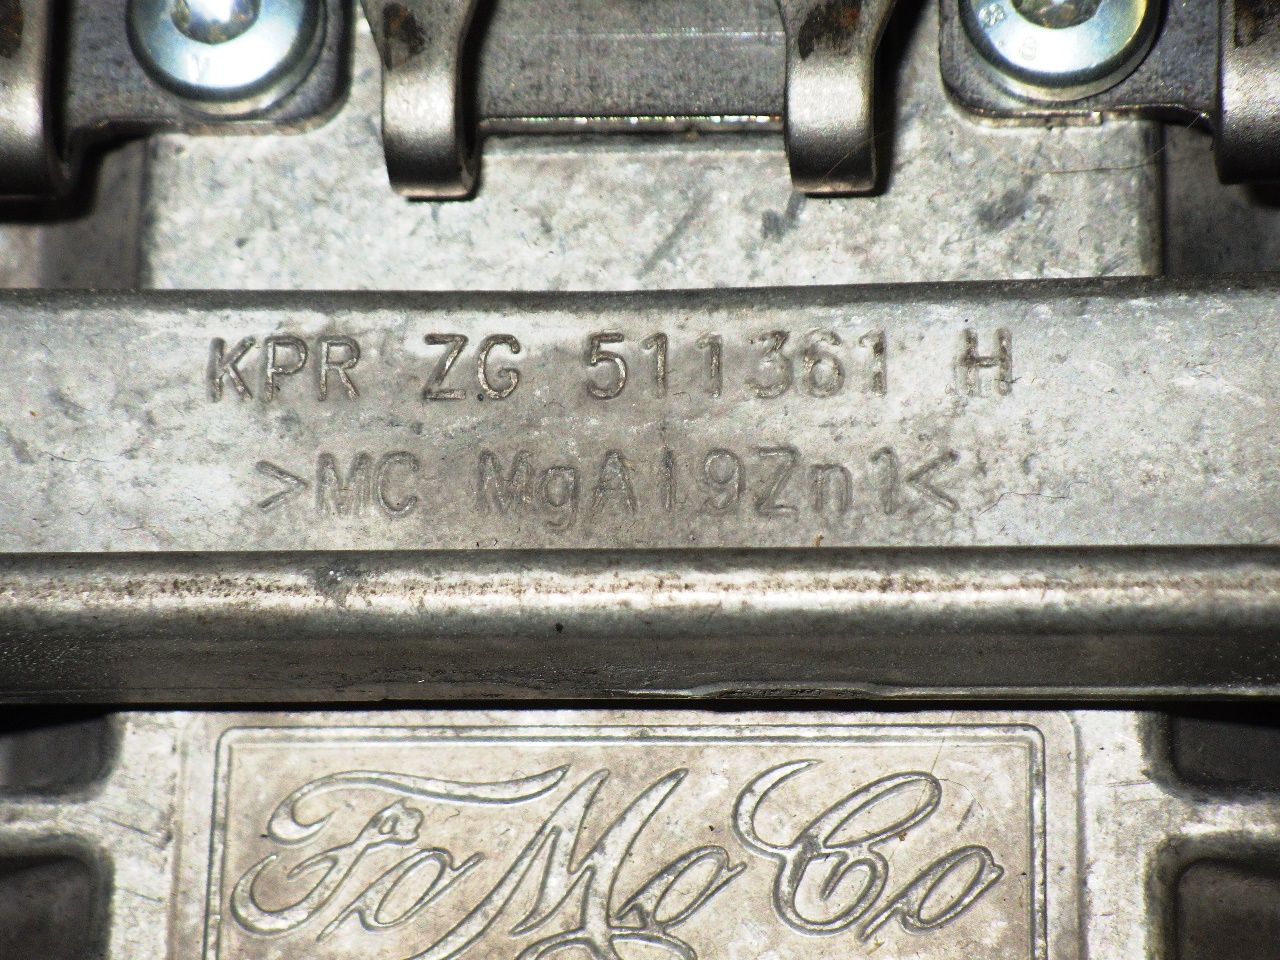 KPR ZG 511361 H
>MC MgAl9Zn1<
FoMoCo